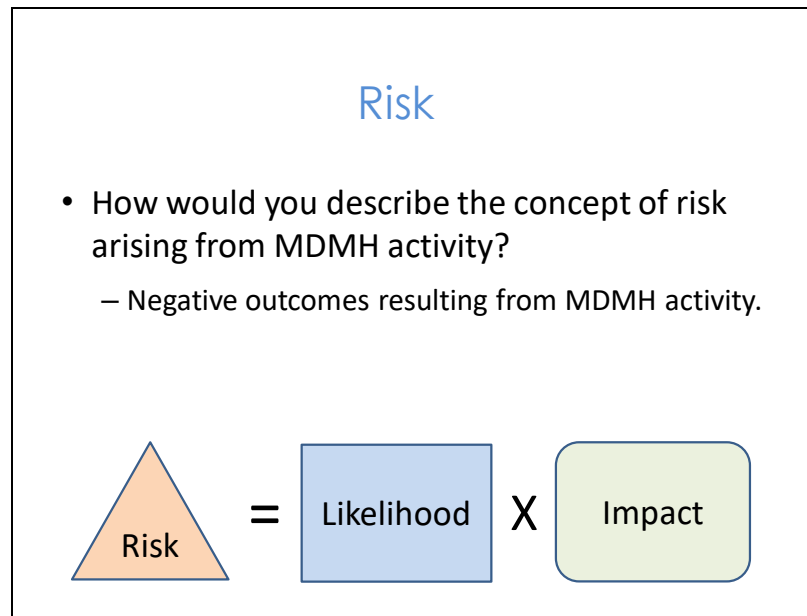 Risk
• How would you describe the concept of risk
arising from MDMH activity?
– Negative outcomes resulting from MDMH activity.
Risk = Likelihood X Impact